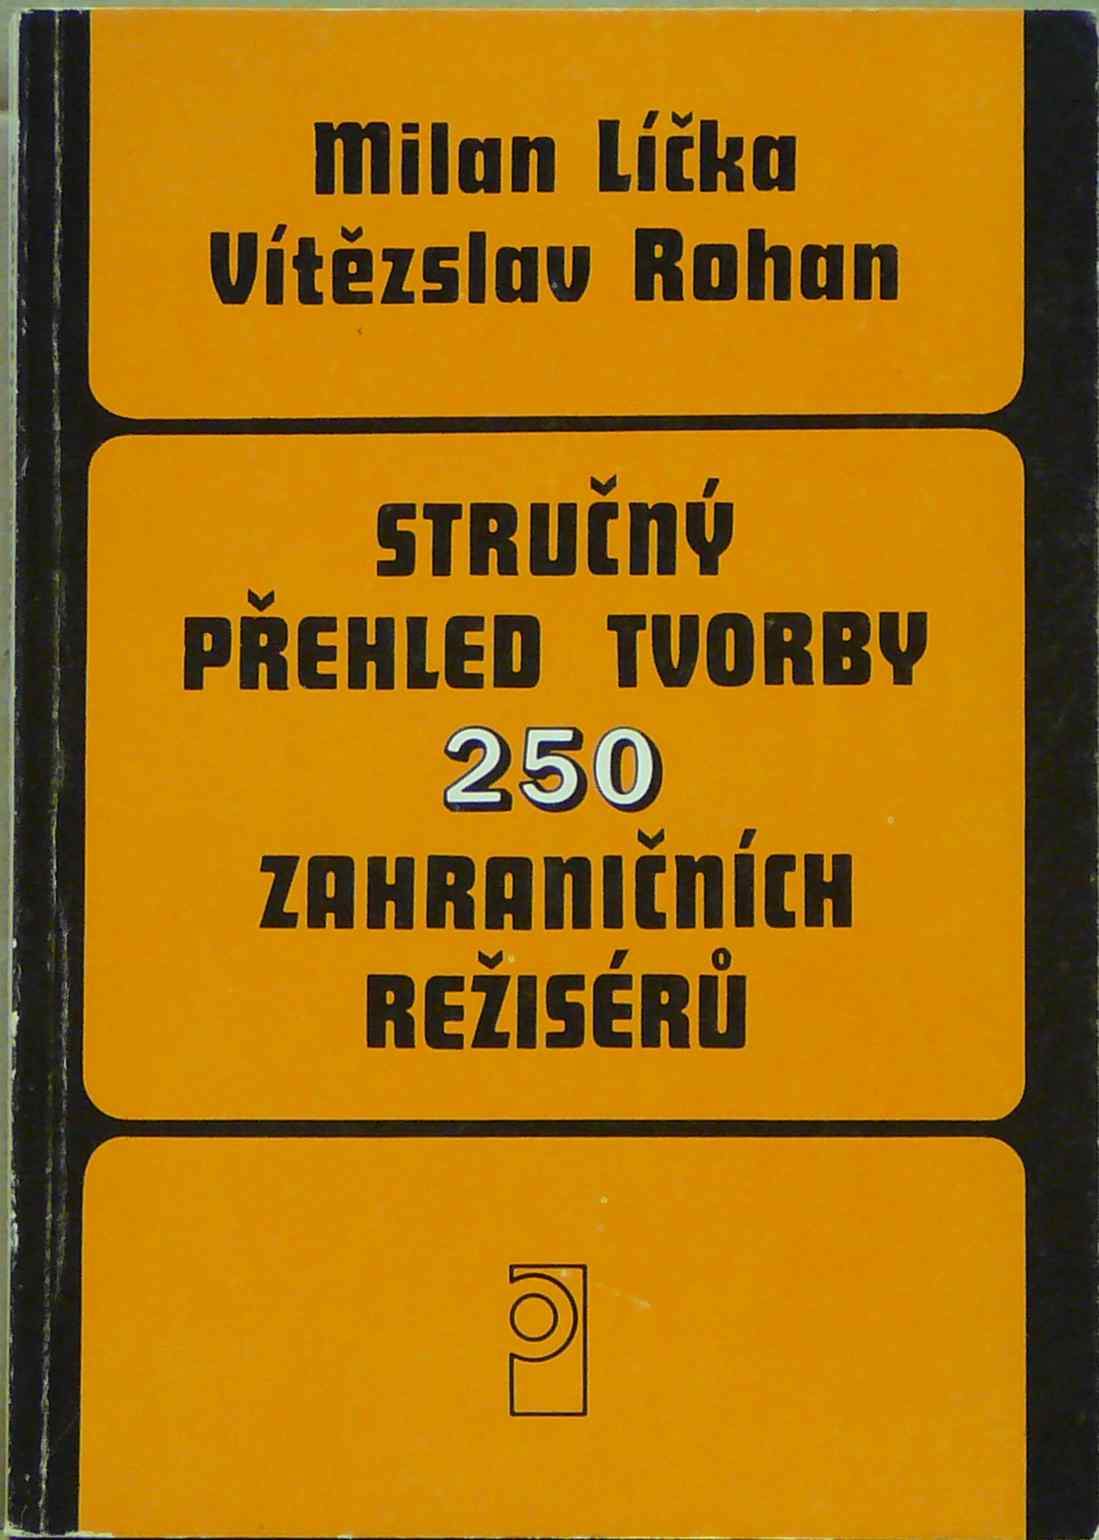 Milan Líčka
Vítězslav Rohan
STRUČNÝ
PŘEHLED TVORBY
250
ZAHRANIČNÍCH
REŽISÉRŮ